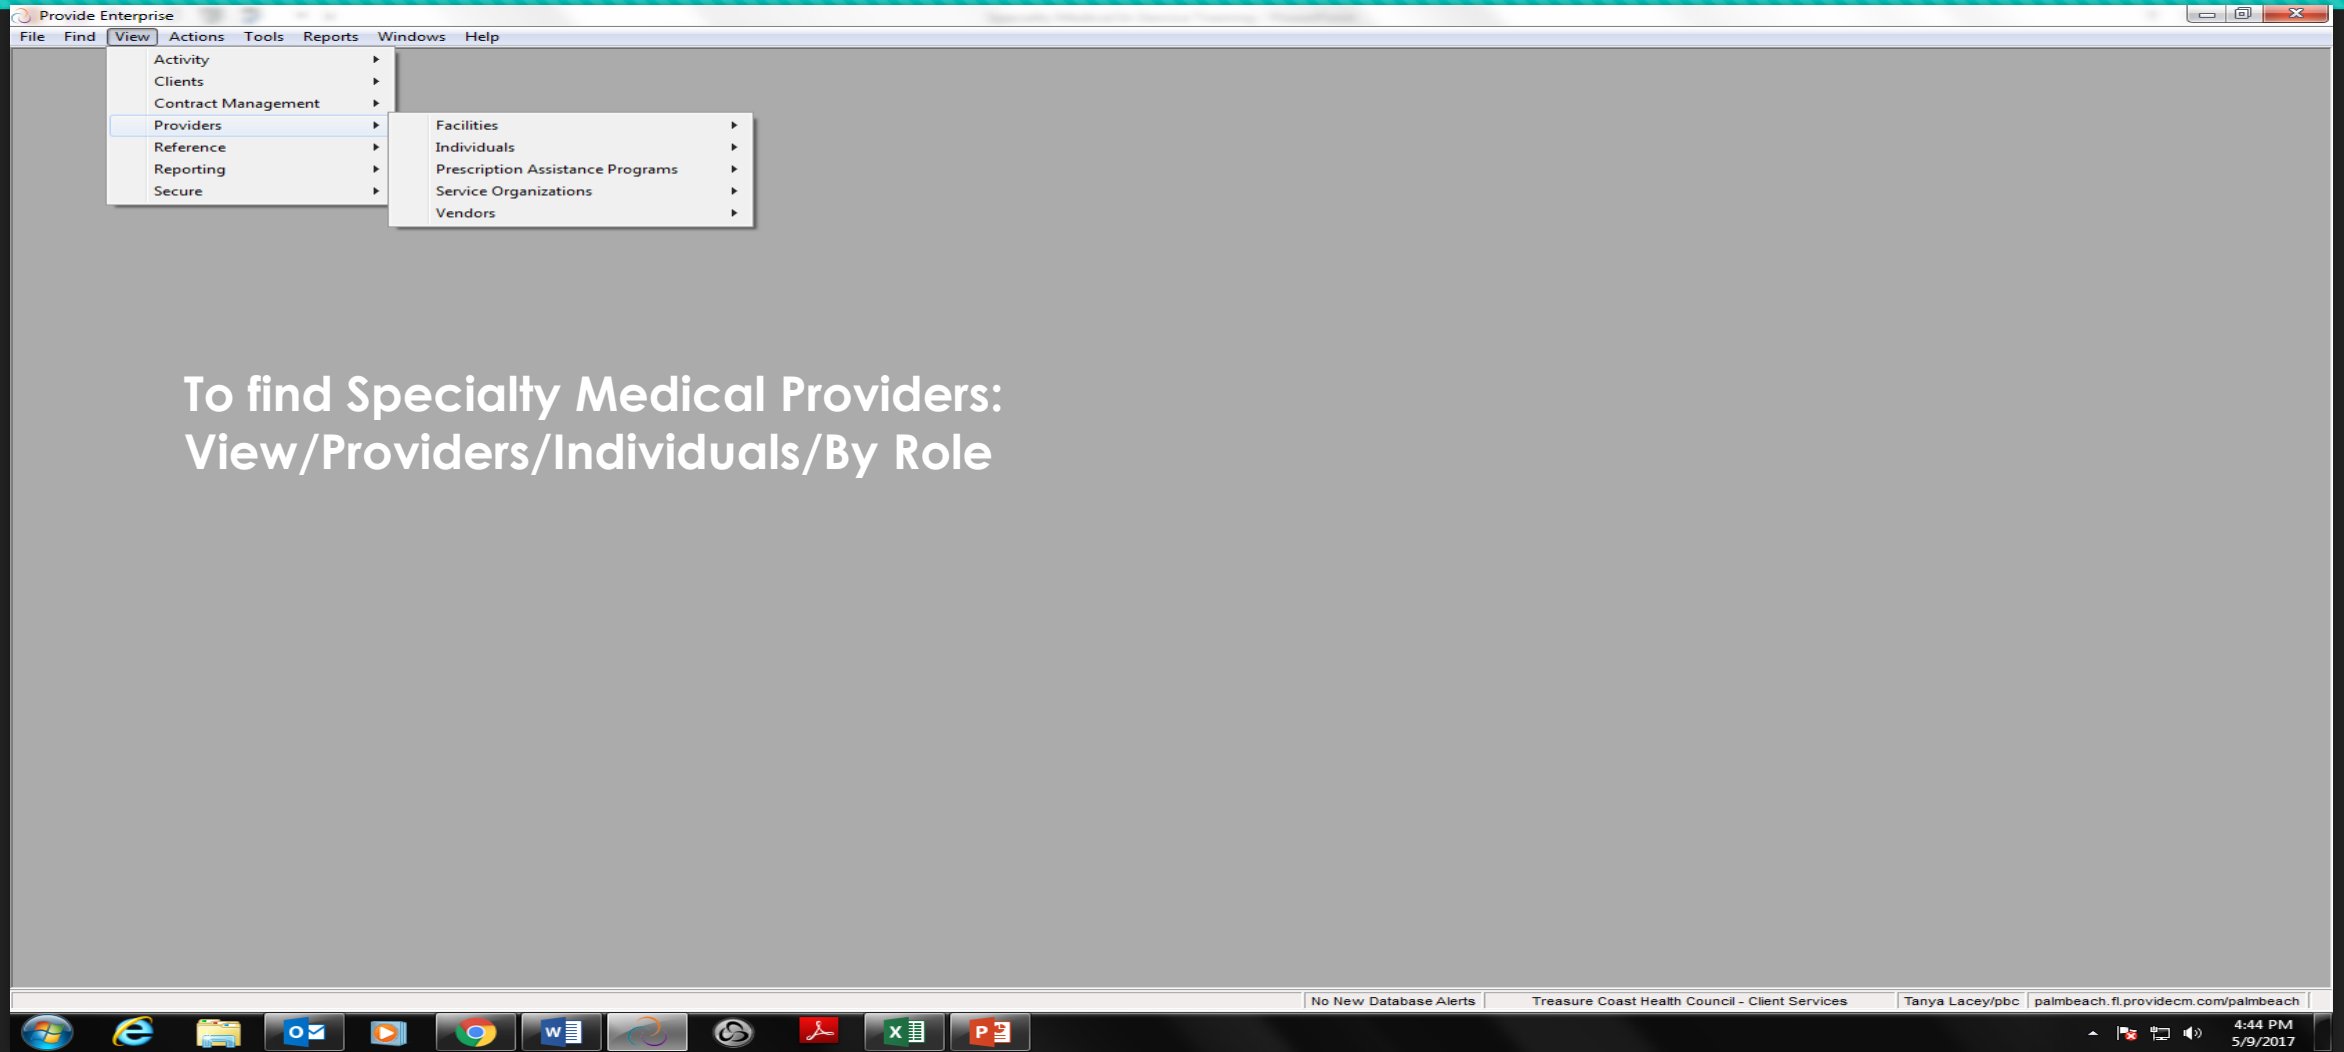 Provide Enterprise
File Find View Actions Tools Reports Windows Help
Activity
Clients
Contract Management
Providers
Reference
Reporting
Secure
Facilities
Individuals
Prescription Assistance Programs
Service Organizations
Vendors
To find Specialty Medical Providers:
View/Providers/Individuals/By Role
No New Database Alerts Treasure Coast Health Council - Client Services Tanya Lacey/pbc palmbeach.fl.providecm.com/palmbeach
4:44 PM
5/9/2017